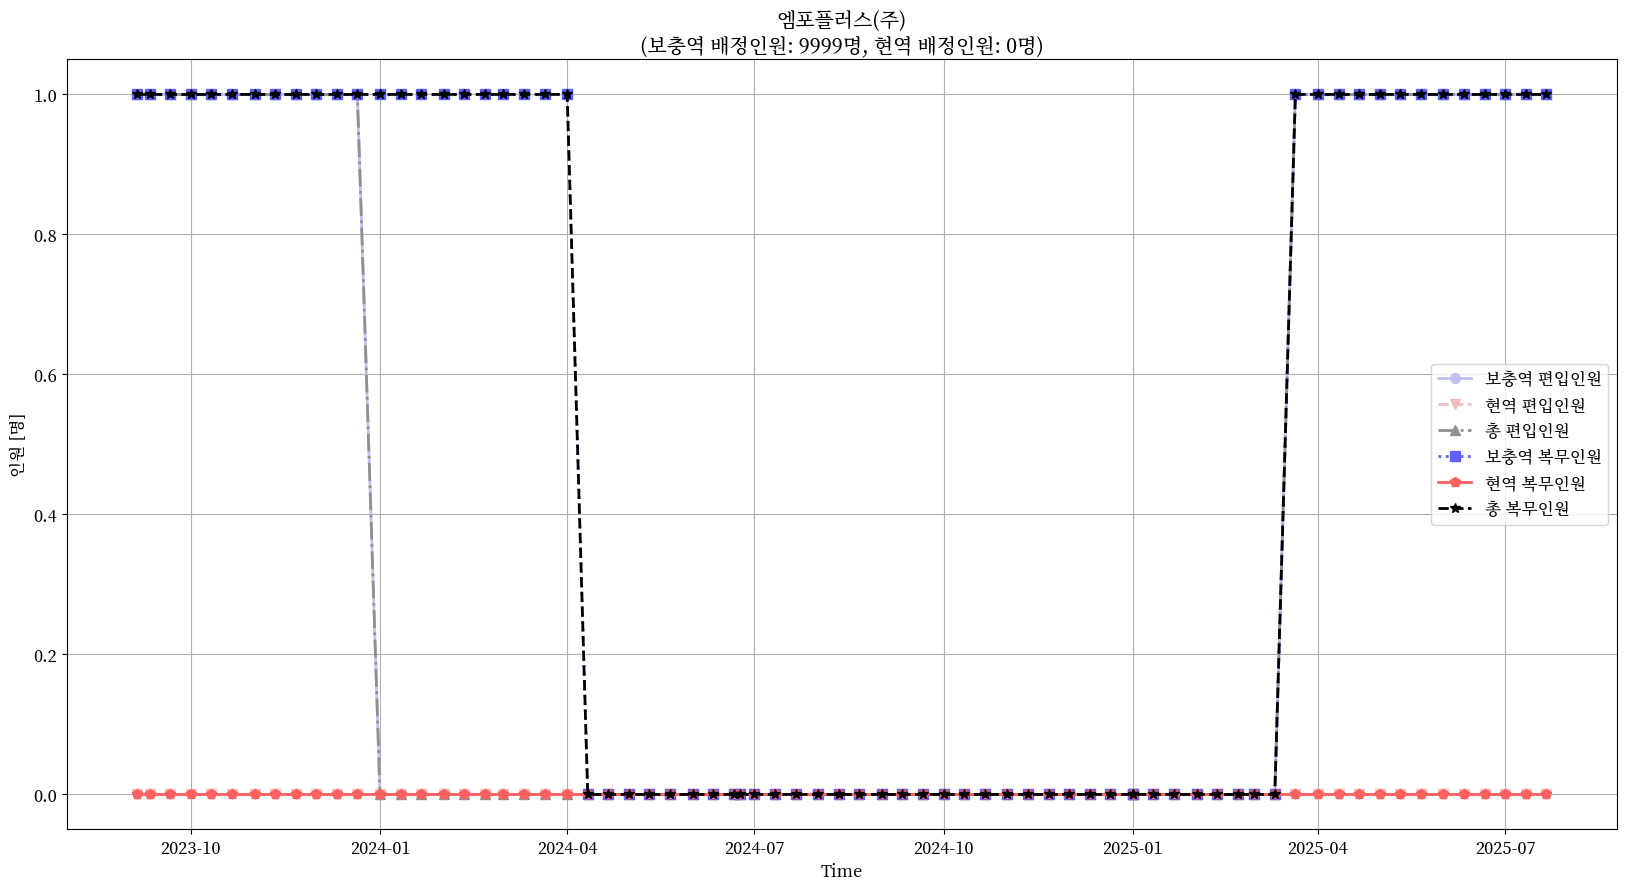 엠포플러스(주)
(보충역 배정인원: 9999명, 현역 배정인원: 0명)
인원 [명]
1.0
0.8
0.6
0.4
0.2
0.0
보충역 편입인원
현역 편입인원
총 편입인원
보충역 복무인원
현역 복무인원
총 복무인원
2023-10
2024-01
2024-04
2024-07
2024-10
2025-01
2025-04
2025-07
Time